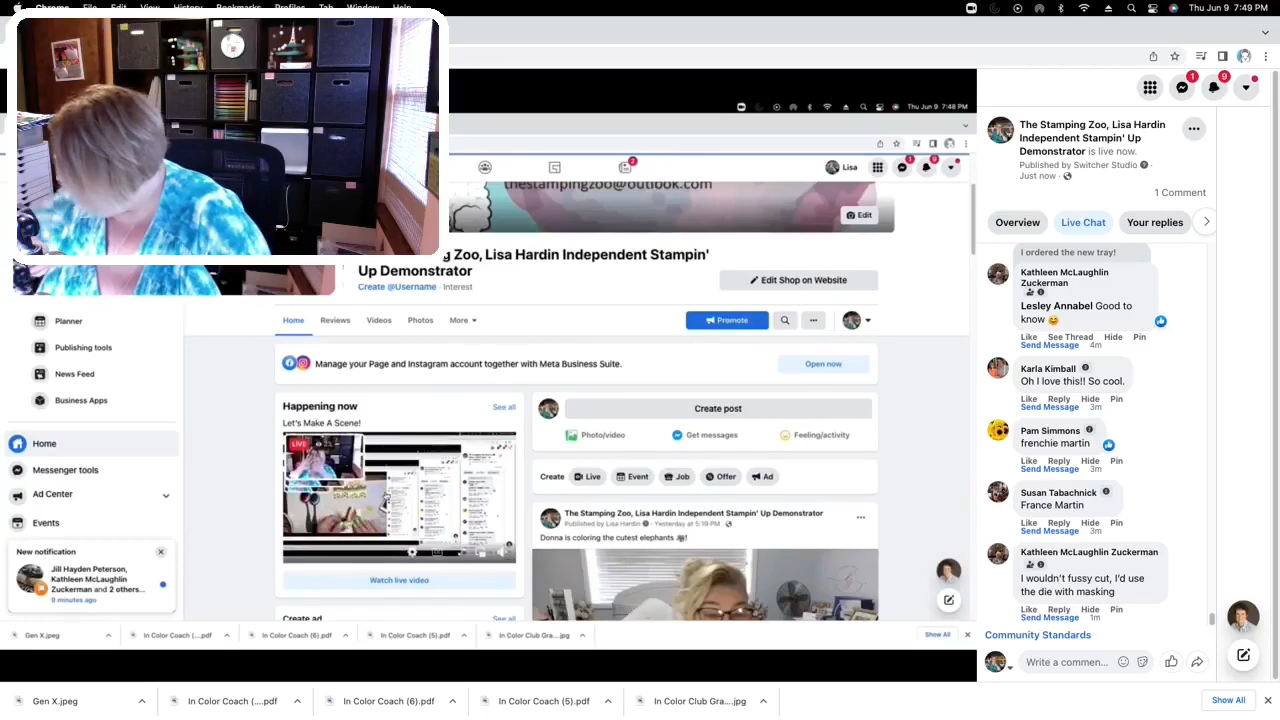 Thu Jun 9 7:49 PM
Thu Jun 9 7:48 PM
2
Lisa
1
9
thestampingzoo@outlook.com
Edit
g Zoo, Lisa Hardin Independent Stampin'
Up Demonstrator
Create @Username · Interest
Edit Shop on Website
Home
Reviews
Videos
Photos
More
Promote
Manage your Page and Instagram account together with Meta Business Suite.
Open now
Planner
Publishing tools
News Feed
Business Apps
Home
Messenger tools
Ad Center
Events
New notification
Jill Hayden Peterson,
Kathleen McLaughlin
Zuckerman and 2 others...
9 minutes ago
Happening now
See all
Let's Make A Scene!
LIVE
Watch live video
Create ad
See all
Create post
Photo/video
Get messages
Feeling/activity
Create
Live
Event
Job
Offer
Ad
The Stamping Zoo, Lisa Hardin Independent Stampin' Up Demonstrator
Published by Lisa Hardin · Yesterday at 5:19 PM ·
Donna is coloring the cutest elephants 🐘!
Gen X.jpeg
In Color Coach (....pdf
In Color Coach (6).pdf
In Color Coach (5).pdf
In Color Club Gra....jpg
Show All
1
9
The Stamping Zoo, Lisa Hardin
Independent Stampin' Up
Demonstrator is live now.
Published by Switcher Studio ·
Just now ·
1 Comment
Overview
Live Chat
Your replies
I ordered the new tray!
Kathleen McLaughlin
Zuckerman
Lesley Annabel Good to
know 😊
Like See Thread Hide Pin
Send Message 4m
Karla Kimball
Oh I love this!! So cool.
Like Reply Hide Pin
Send Message 3m
Pam Simmons
frenchie martin
Like Reply Hide Pin
Send Message 3m
Susan Tabachnick
France Martin
Like Reply Hide Pin
Send Message 3m
Kathleen McLaughlin Zuckerman
I wouldn't fussy cut, I'd use
the die with masking
Like Reply Hide Pin
Send Message 1m
Community Standards
Write a commen...
Gen X.jpeg
In Color Coach (....pdf
In Color Coach (6).pdf
In Color Coach (5).pdf
In Color Club Gra....jpg
Show All